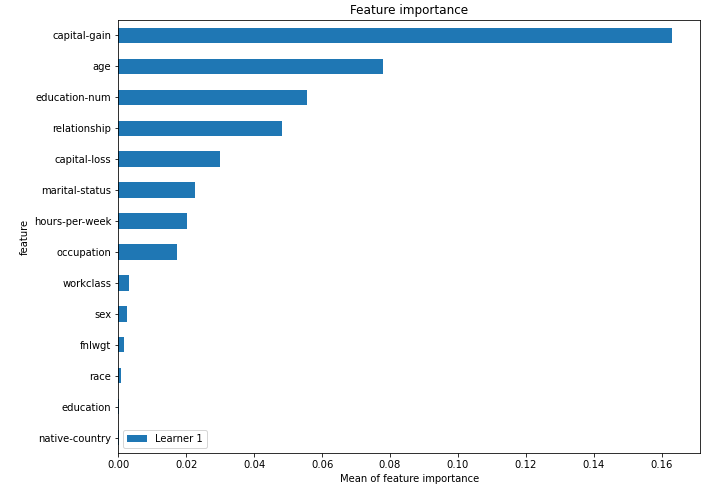 Feature importance
capital-gain
age
education-num
relationship
capital-loss
marital-status
hours-per-week
occupation
workclass
sex
fnlwgt
race
education
native-country
feature
Learner 1
0.00 0.02 0.04 0.06 0.08 0.10 0.12 0.14 0.16
Mean of feature importance